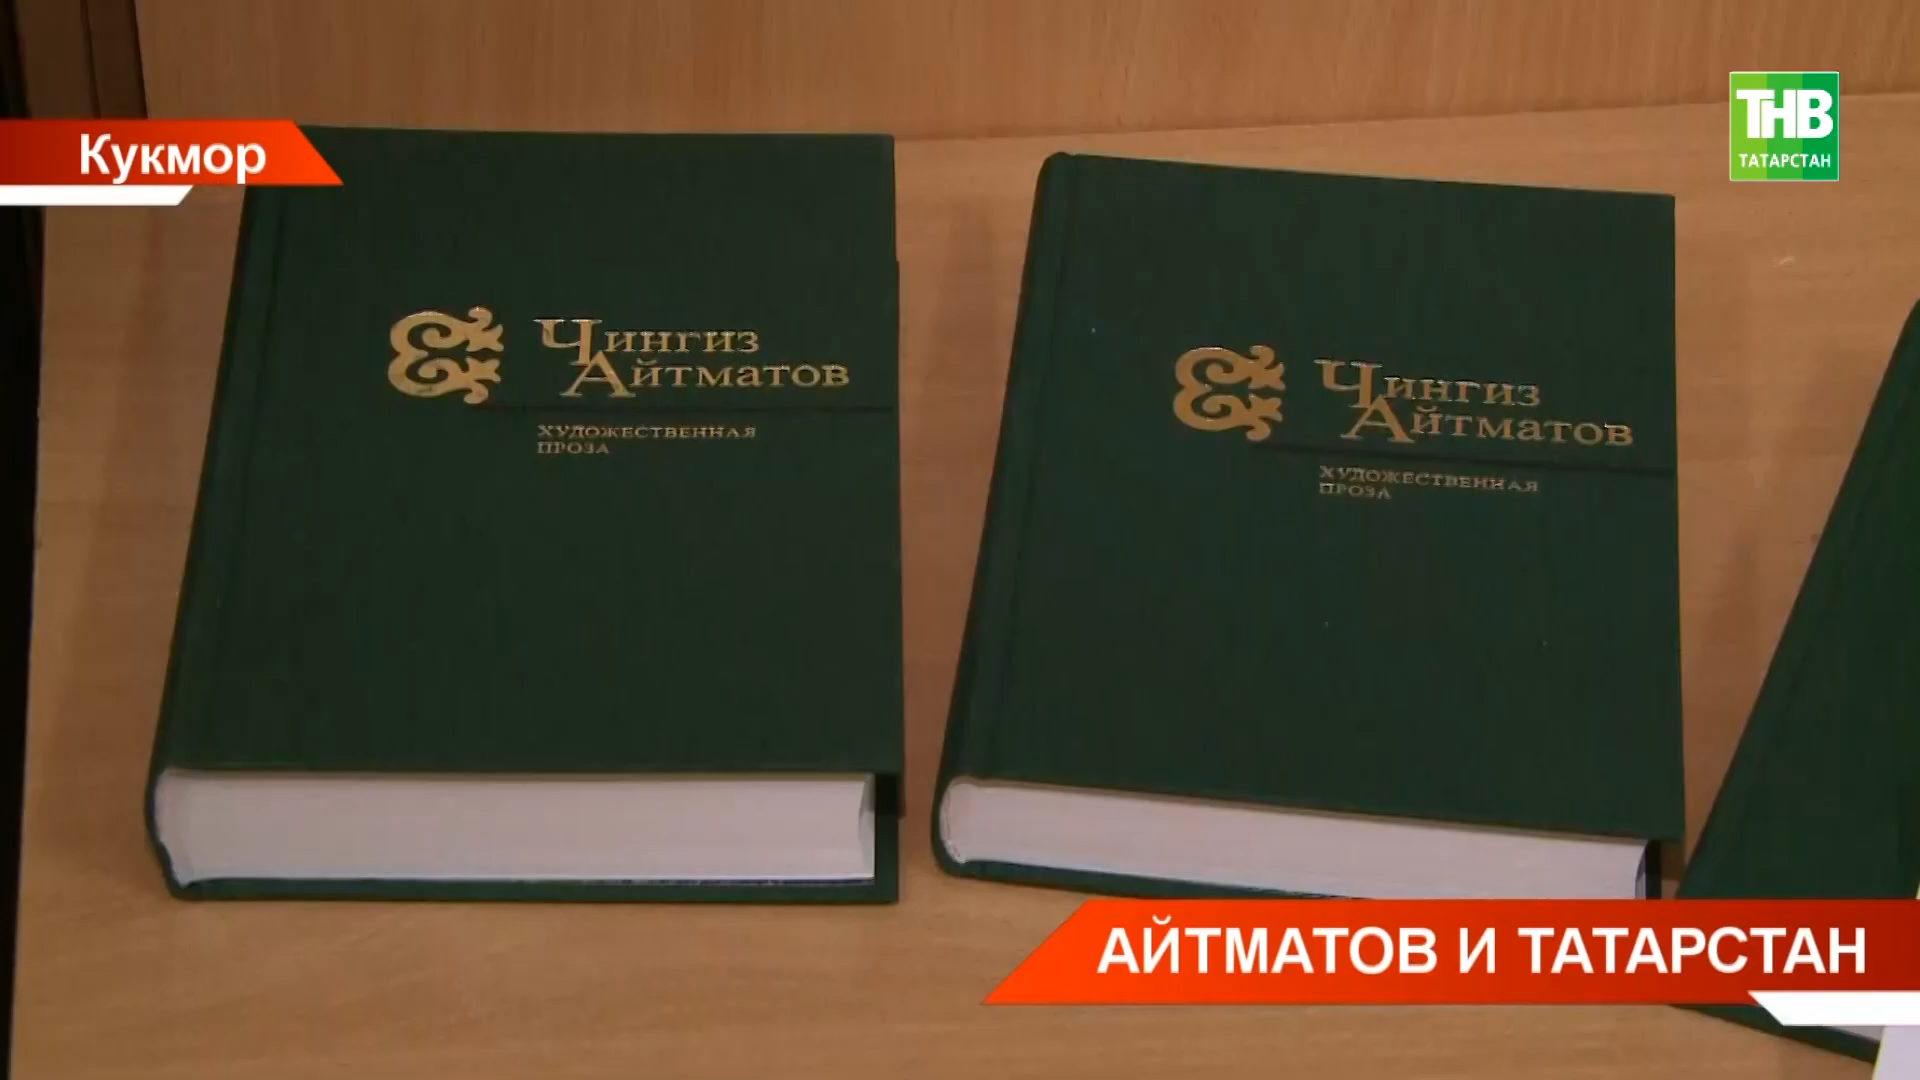 Кукмор
ТНВ
ТАТАРСТАН
Чингиз
Айтматов
ХУДОЖЕСТВЕННАЯ
ПРОЗА
Чингиз
Айтматов
ХУДОЖЕСТВЕННАЯ
ПРОЗА
АЙТМАТОВ И ТАТАРСТАН